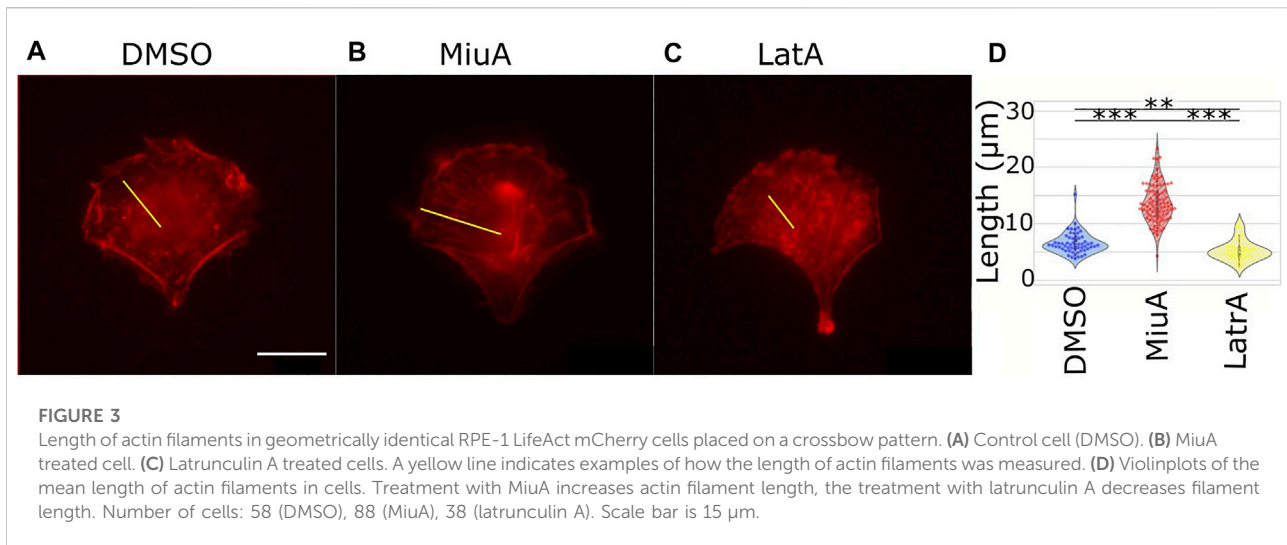 A DMSO B MiuA C LatA D
**
*** ***
30
20
10
0
Length (µm)
DMSO MiuA LatrA
FIGURE 3
Length of actin filaments in geometrically identical RPE-1 LifeAct mCherry cells placed on a crossbow pattern. (A) Control cell (DMSO). (B) MiuA
treated cell. (C) Latrunculin A treated cells. A yellow line indicates examples of how the length of actin filaments was measured. (D) Violinplots of the
mean length of actin filaments in cells. Treatment with MiuA increases actin filament length, the treatment with latrunculin A decreases filament
length. Number of cells: 58 (DMSO), 88 (MiuA), 38 (latrunculin A). Scale bar is 15 µm.